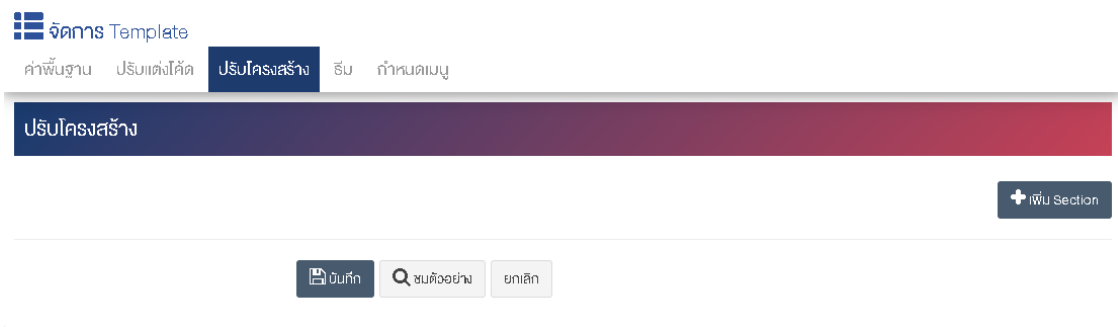 จัดการ Template
ค่าพื้นฐาน ปรับแต่งโค้ด ปรับโครงสร้าง ธีม กำหนดเมนู
ปรับโครงสร้าง
เพิ่ม Section
บันทึก ชมตัวอย่าง ยกเลิก